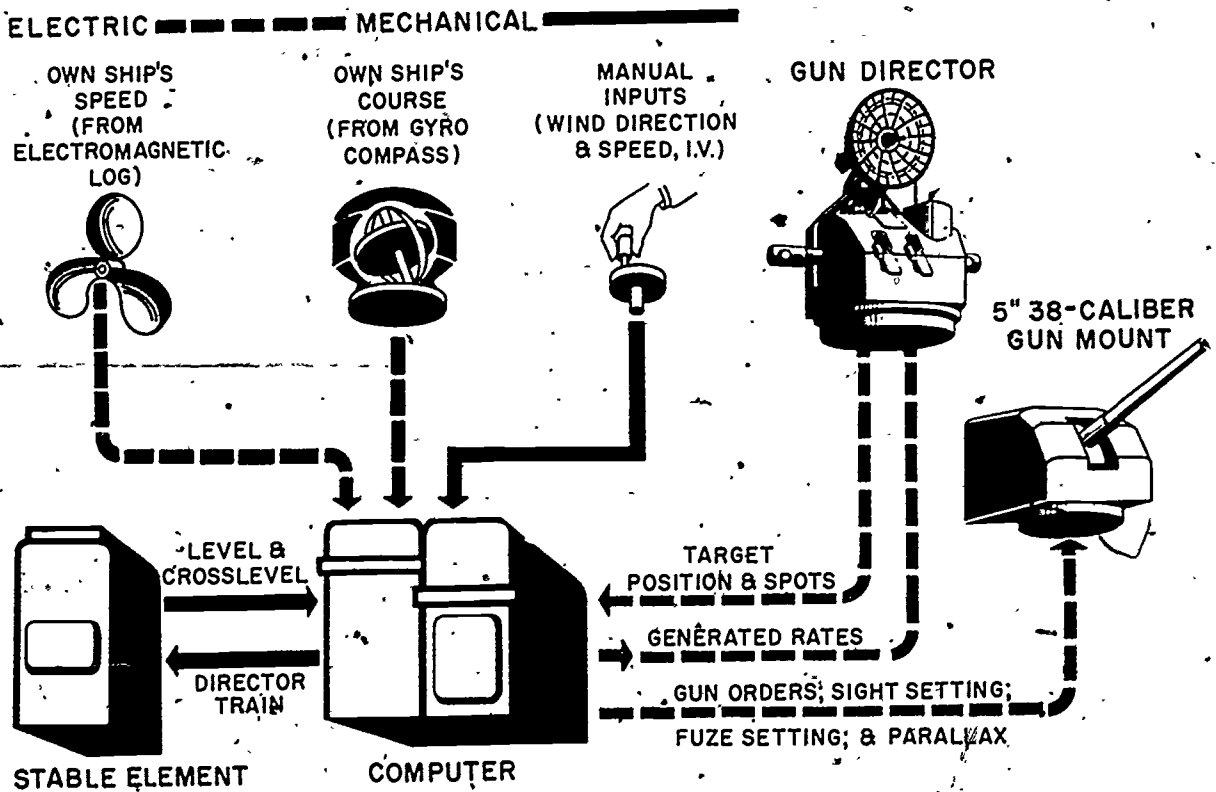 ELECTRIC MECHANICAL
OWN SHIP'S
SPEED
(FROM
ELECTROMAGNETIC
LOG)
OWN SHIP'S
COURSE
(FROM GYRO
COMPASS)
MANUAL
INPUTS
(WIND DIRECTION
& SPEED, I.V.)
GUN DIRECTOR
5" 38-CALIBER
GUN MOUNT
LEVEL &
CROSSLEVEL
DIRECTOR
TRAIN
TARGET
POSITION & SPOTS
GENERATED RATES
GUN ORDERS; SIGHT SETTING;
FUZE SETTING; & PARALLAX
STABLE ELEMENT
COMPUTER